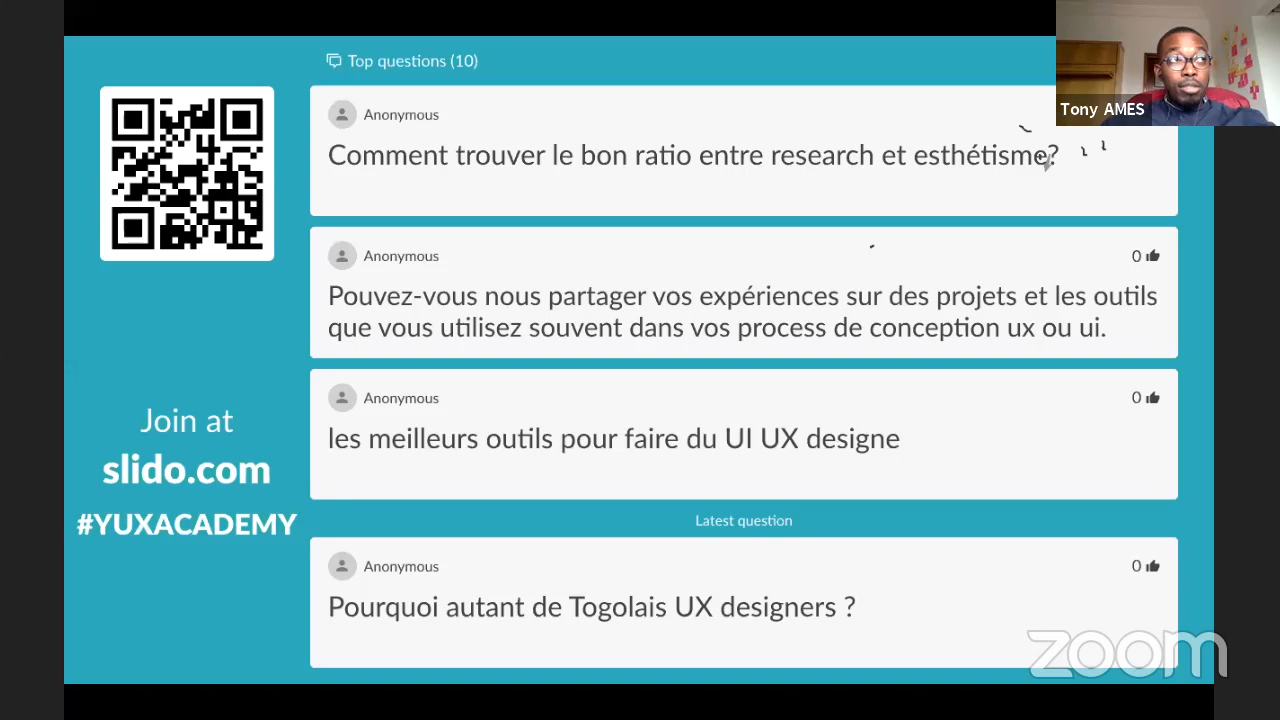 Top questions (10)
Anonymous
Comment trouver le bon ratio entre research et esthétisme?
Tony AMES
Anonymous
0
Pouvez-vous nous partager vos expériences sur des projets et les outils
que vous utilisez souvent dans vos process de conception ux ou ui.
Anonymous
0
les meilleurs outils pour faire du UI UX designe
Join at
slido.com
#YUXACADEMY
Latest question
Anonymous
0
Pourquoi autant de Togolais UX designers ?
zoom